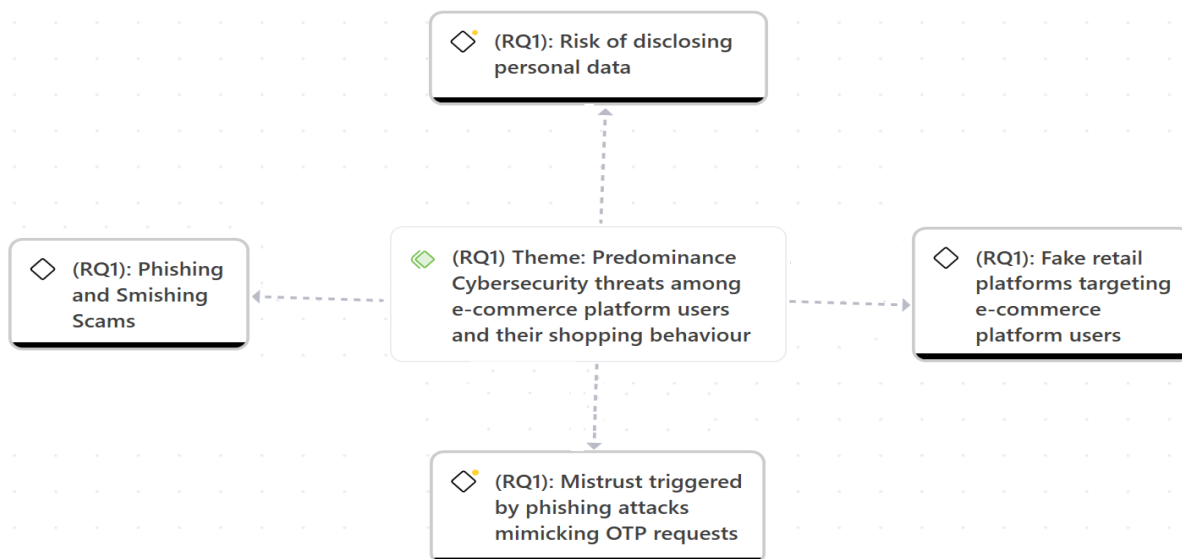 (RQ1): Risk of disclosing
personal data
(RQ1): Phishing
and Smishing
Scams
(RQ1) Theme: Predominance
Cybersecurity threats among
e-commerce platform users
and their shopping behaviour
(RQ1): Fake retail
platforms targeting
e-commerce
platform users
(RQ1): Mistrust triggered
by phishing attacks
mimicking OTP requests